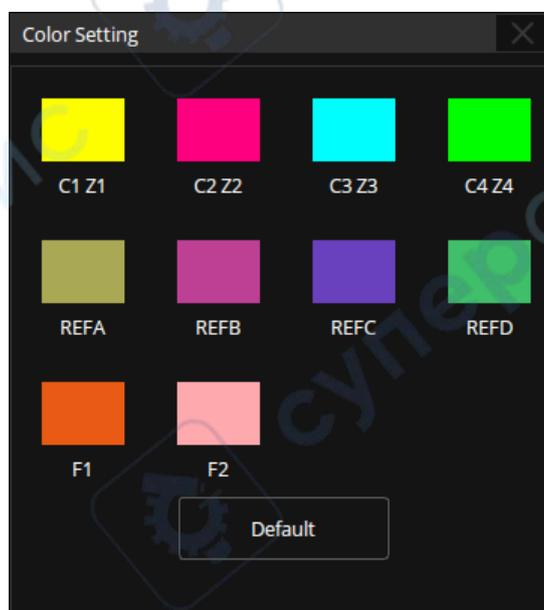 Color Setting
C1 Z1 C2 Z2 C3 Z3 C4 Z4
REFA REFB REFC REFD
F1 F2
Default